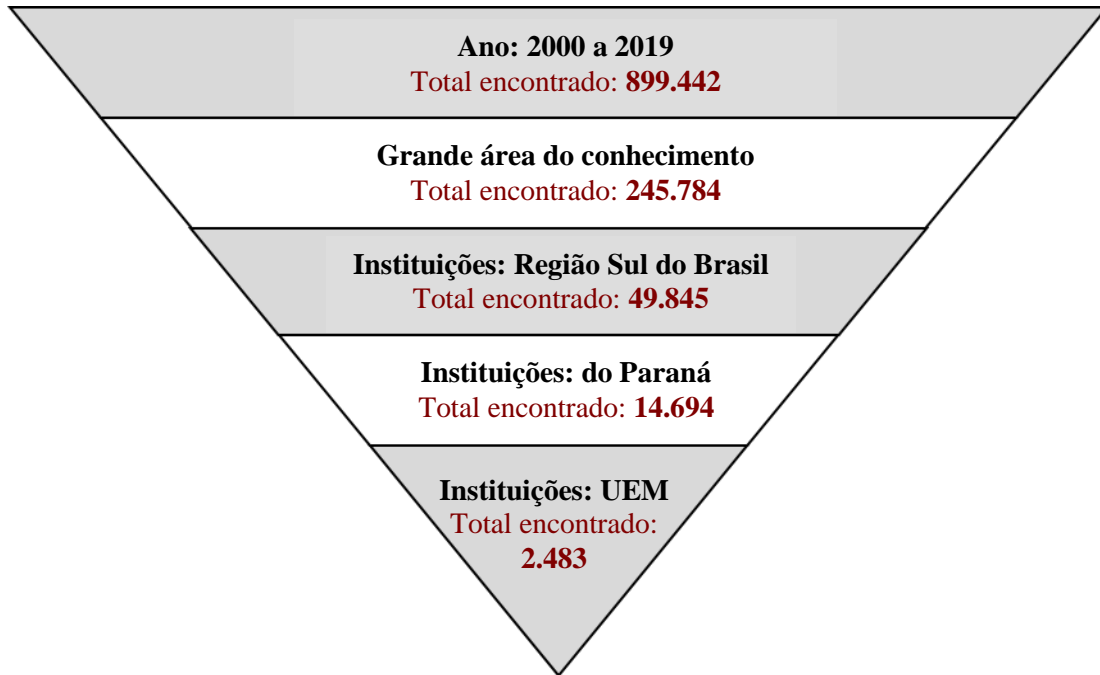 Ano: 2000 a 2019
Total encontrado: 899.442
Grande área do conhecimento
Total encontrado: 245.784
Instituições: Região Sul do Brasil
Total encontrado: 49.845
Instituições: do Paraná
Total encontrado: 14.694
Instituições: UEM
Total encontrado:
2.483